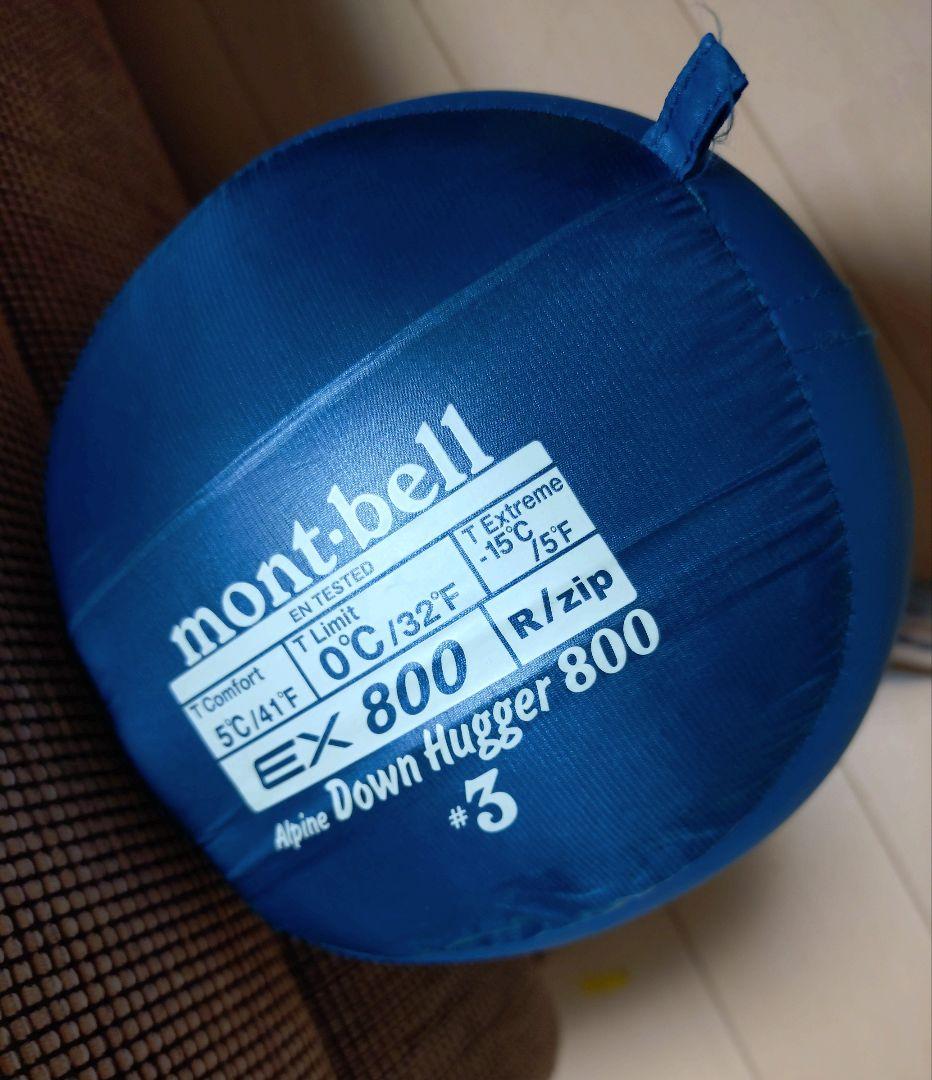 mont-bell
EN TESTED
T Comfort
5℃/41°F
T Limit
0℃/32°F
T Extreme
-15℃
/5°F
EX 800
R/zip
Alpine Down Hugger 800
#3